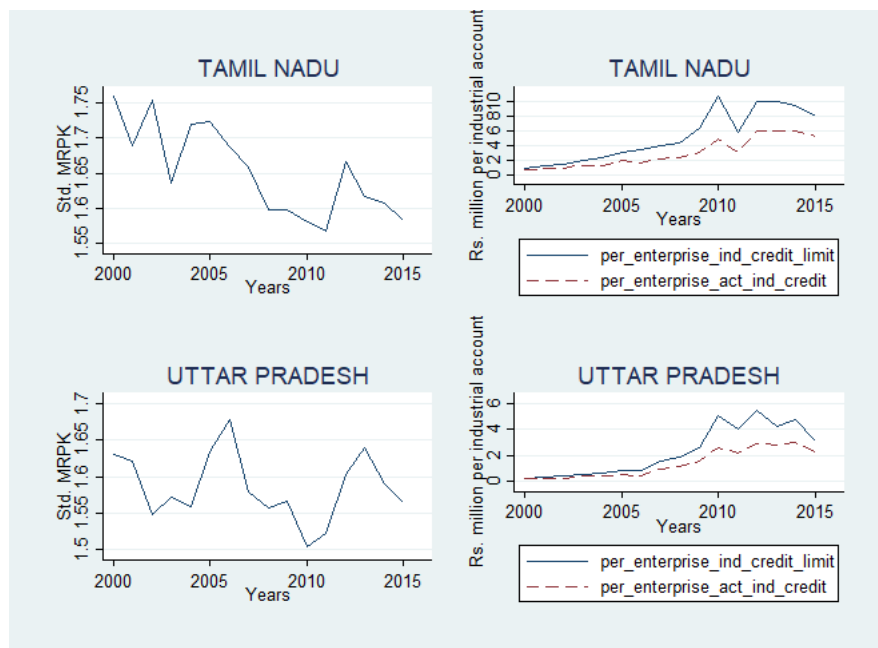 TAMIL NADU
Std. MRPK
1.75
1.7
1.65
1.6
1.55
2000 2005 2010 2015
Years
TAMIL NADU
Rs. million per industrial account
10
8
6
4
2
0
2000 2005 2010 2015
Years
per_enterprise_ind_credit_limit
per_enterprise_act_ind_credit
UTTAR PRADESH
Std. MRPK
1.7
1.65
1.6
1.55
1.5
2000 2005 2010 2015
Years
UTTAR PRADESH
Rs. million per industrial account
6
4
2
0
2000 2005 2010 2015
Years
per_enterprise_ind_credit_limit
per_enterprise_act_ind_credit